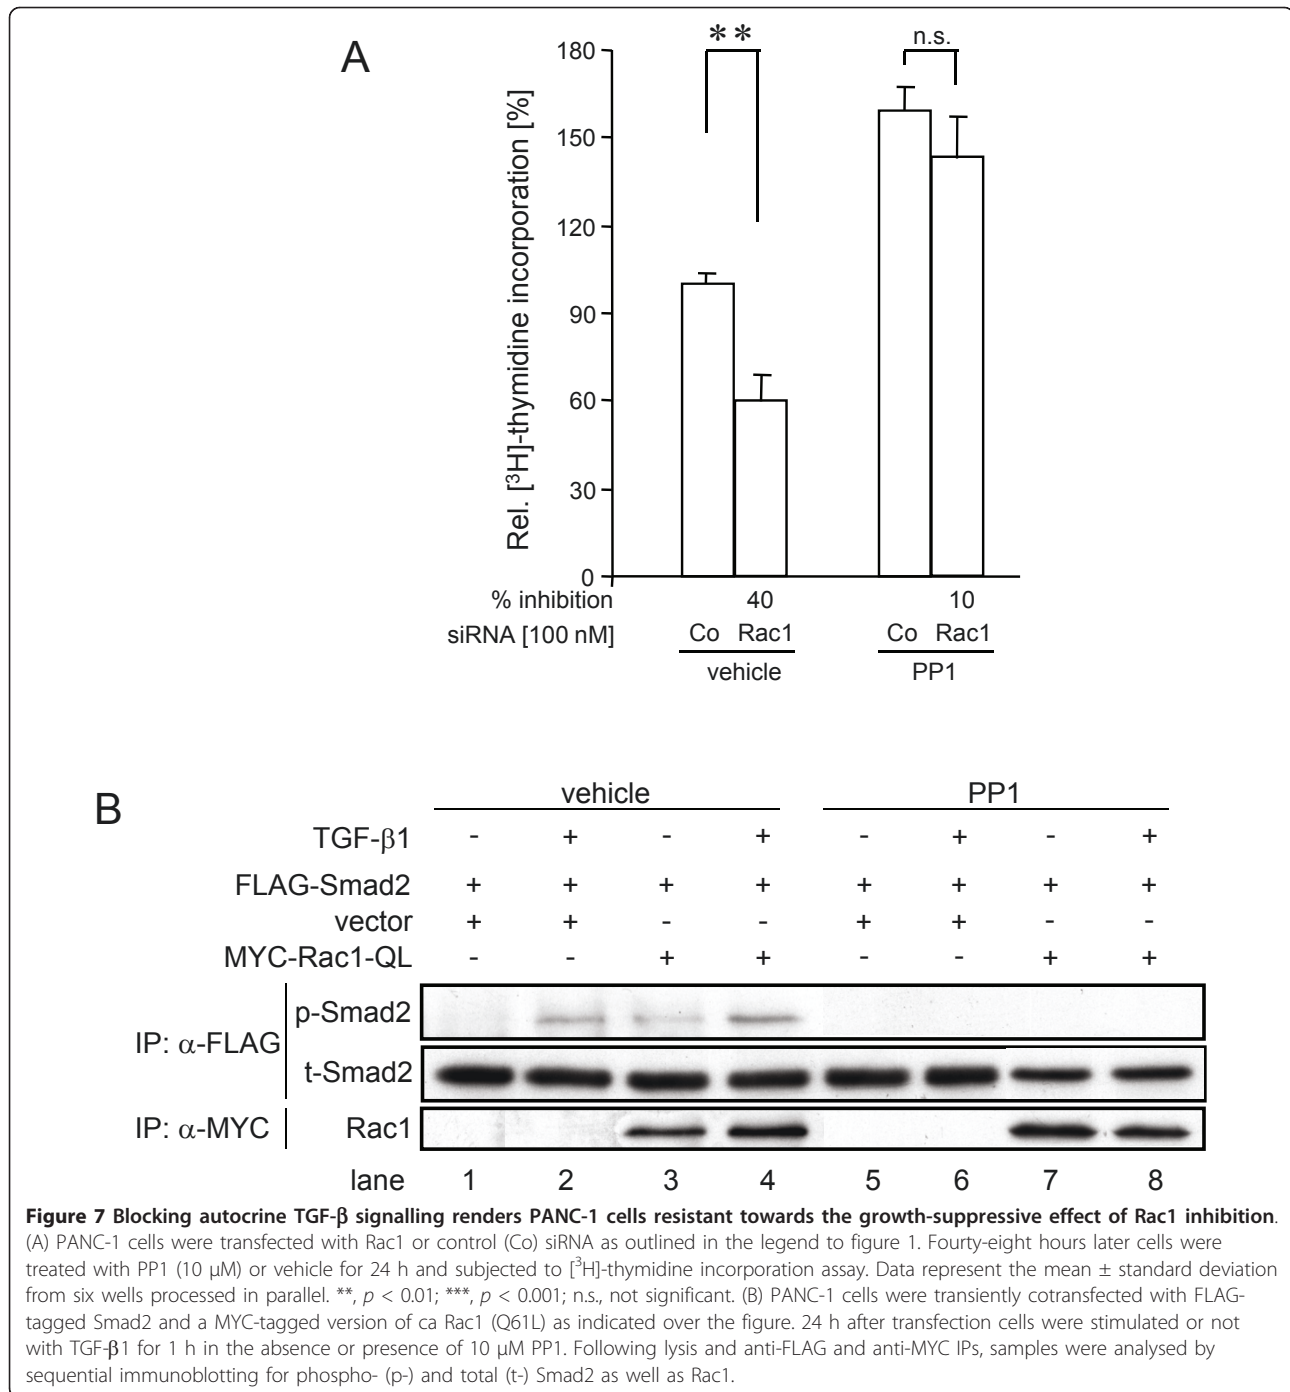 A
Rel. [³H]-thymidine incorporation [%]
180
150
120
90
60
30
0
** n.s.
% inhibition 40 10
siRNA [100 nM] Co Rac1 Co Rac1
vehicle PP1
B
vehicle PP1
TGF-β1 - + - + - + - +
FLAG-Smad2 + + + + + + + +
vector + + - - + + - -
MYC-Rac1-QL - - + + - - + +
IP: α-FLAG p-Smad2
t-Smad2
IP: α-MYC Rac1
lane 1 2 3 4 5 6 7 8
Figure 7 Blocking autocrine TGF-β signalling renders PANC-1 cells resistant towards the growth-suppressive effect of Rac1 inhibition.
(A) PANC-1 cells were transfected with Rac1 or control (Co) siRNA as outlined in the legend to figure 1. Fourty-eight hours later cells were
treated with PP1 (10 μM) or vehicle for 24 h and subjected to [³H]-thymidine incorporation assay. Data represent the mean ± standard deviation
from six wells processed in parallel. **, p < 0.01; ***, p < 0.001; n.s., not significant. (B) PANC-1 cells were transiently cotransfected with FLAG-
tagged Smad2 and a MYC-tagged version of ca Rac1 (Q61L) as indicated over the figure. 24 h after transfection cells were stimulated or not
with TGF-β1 for 1 h in the absence or presence of 10 μM PP1. Following lysis and anti-FLAG and anti-MYC IPs, samples were analysed by
sequential immunoblotting for phospho- (p-) and total (t-) Smad2 as well as Rac1.